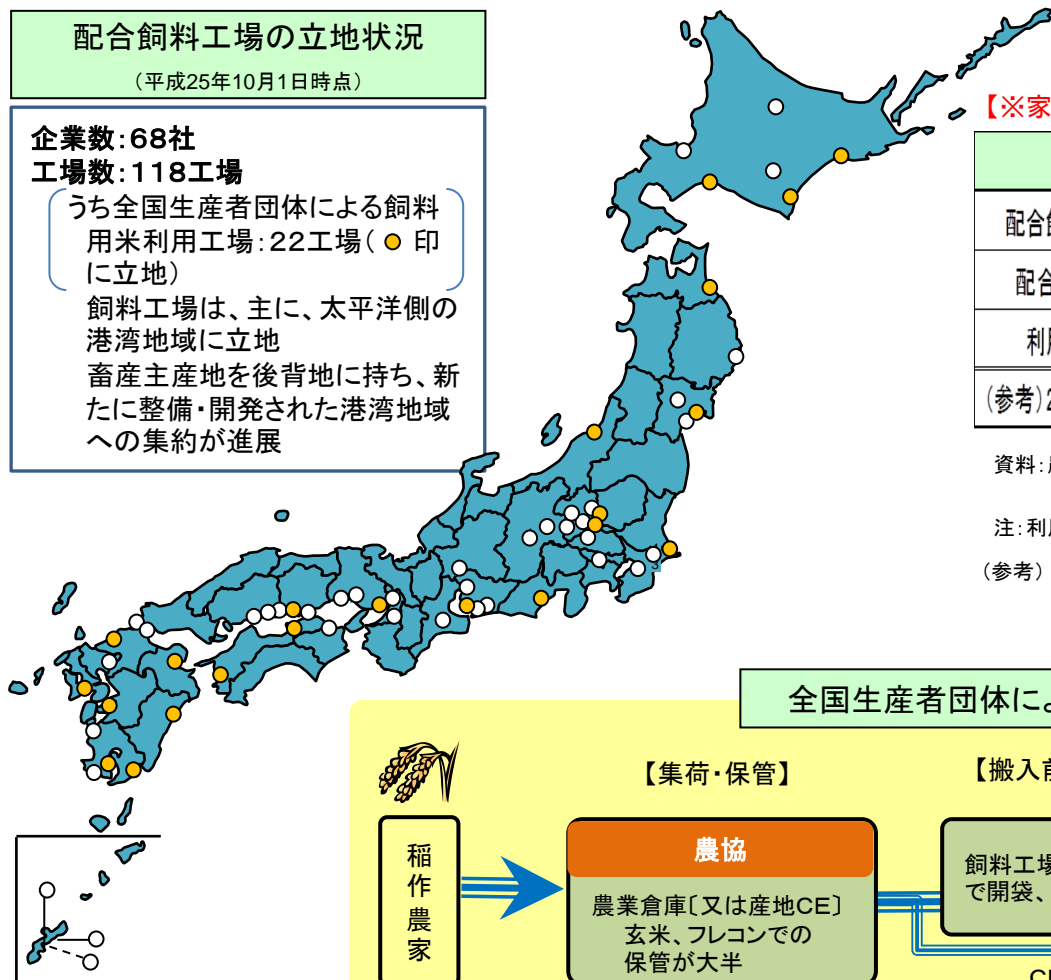 配合飼料工場の立地状況
（平成25年10月1日時点）
企業数：68社
工場数：118工場
うち全国生産者団体による飼料
用米利用工場：22工場（ 印
に立地）
飼料工場は、主に、太平洋側の
港湾地域に立地
畜産主産地を後背地に持ち、新
たに整備・開発された港湾地域
への集約が進展
【※家
配合
配合
利
（参考）2
資料：
注：利
（参考）
全国生産者団体に
【集荷・保管】
【搬入前
稲作農家
農協
農業倉庫〔又は産地CE〕
玄米、フレコンでの
保管が大半
飼料工場
で開袋、